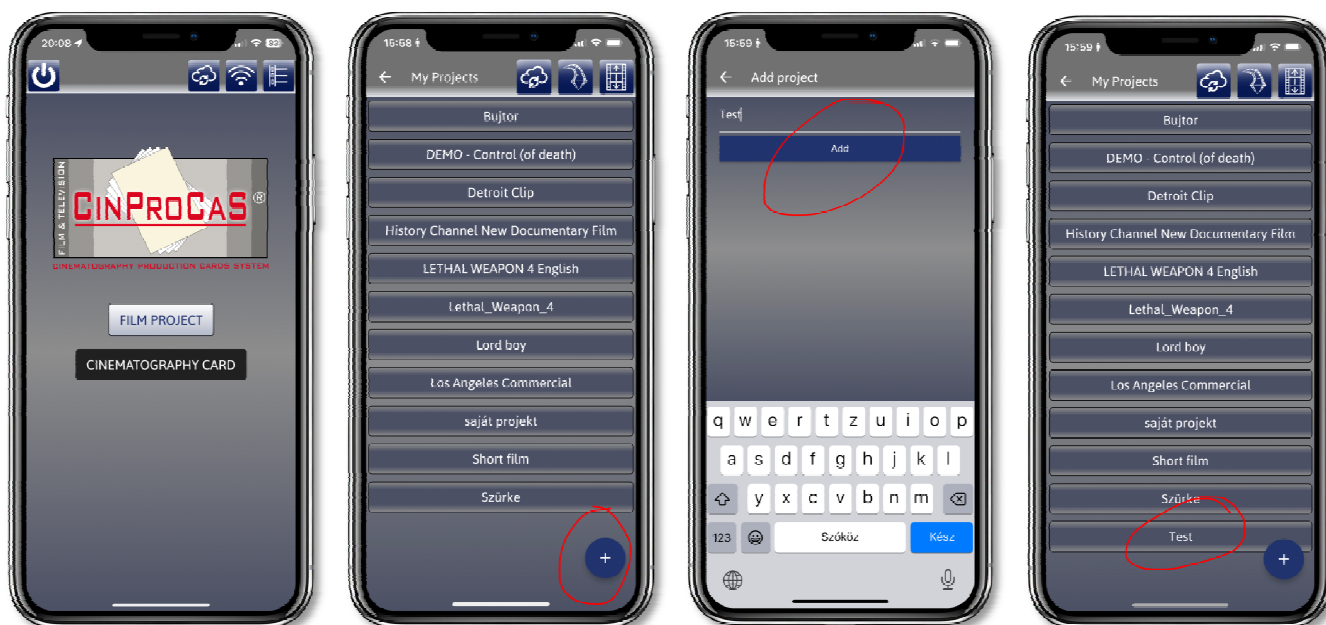 20:08
82
FILM & TELEVISION
CINPROCAS®
CINEMATOGRAPHY PRODUCTION CARDS SYSTEM
FILM PROJECT
CINEMATOGRAPHY CARD
15:58
My Projects
Bujtor
DEMO - Control (of death)
Detroit Clip
History Channel New Documentary Film
LETHAL WEAPON 4 English
Lethal_Weapon_4
Lord boy
Los Angeles Commercial
saját projekt
Short film
Szürke
+
15:59
Add project
Test
Add
q w e r t z u i o p
a s d f g h j k l
y x c v b n m
123 Szóköz Kész
15:59
My Projects
Bujtor
DEMO - Control (of death)
Detroit Clip
History Channel New Documentary Film
LETHAL WEAPON 4 English
Lethal_Weapon_4
Lord boy
Los Angeles Commercial
saját projekt
Short film
Szürke
Test
+